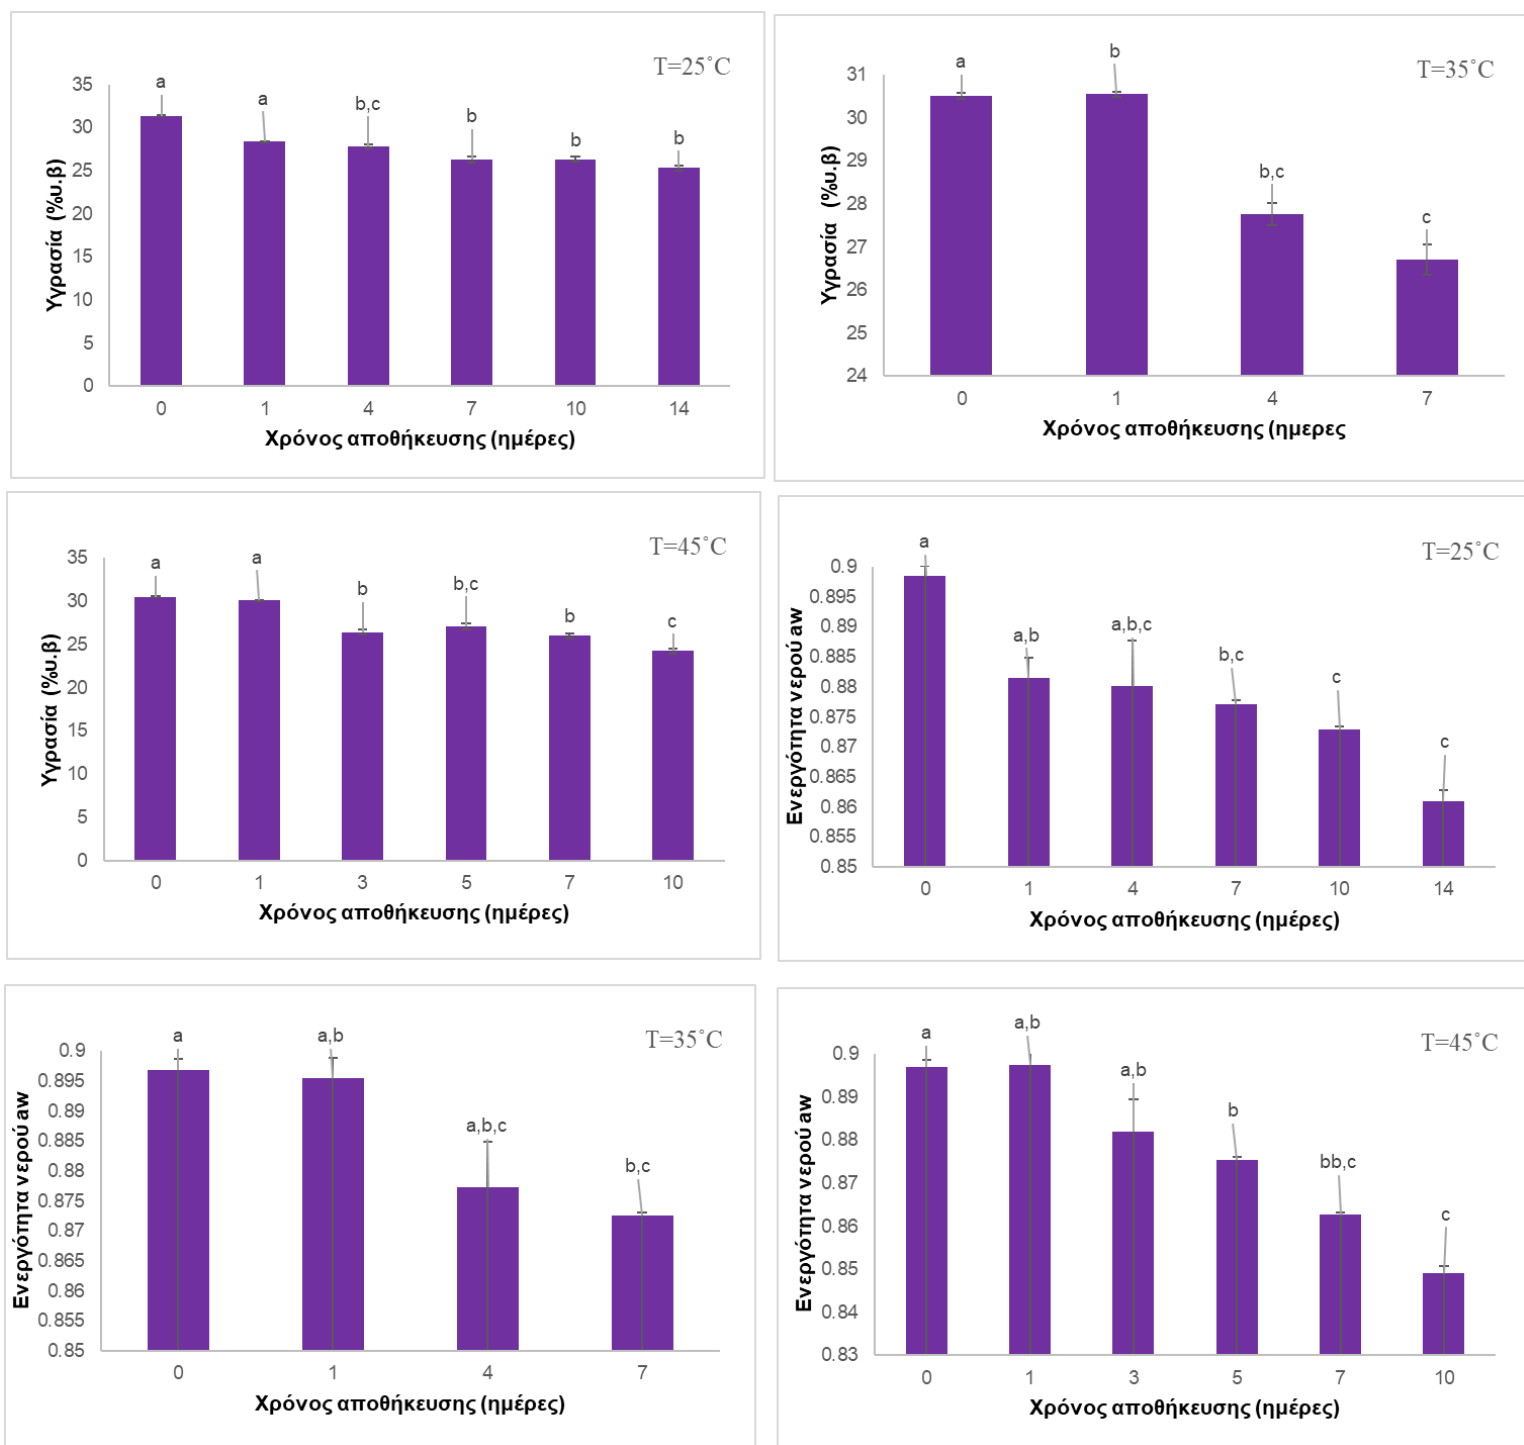 T=25˚C
35
30
25
20
15
10
5
0
a
a
b,c
b
b
b
Υγρασία (%υ.β)
0 1 4 7 10 14
Χρόνος αποθήκευσης (ημέρες)
T=35˚C
31
30
29
28
27
26
25
24
a
b
b,c
c
Υγρασία (%υ.β)
0 1 4 7
Χρόνος αποθήκευσης (ημερες
T=45˚C
35
30
25
20
15
10
5
0
a
a
b
b,c
b
c
Υγρασία (%υ.β)
0 1 3 5 7 10
Χρόνος αποθήκευσης (ημέρες)
T=25˚C
0.9
0.895
0.89
0.885
0.88
0.875
0.87
0.865
0.86
0.855
0.85
a
a,b
a,b,c
b,c
c
c
Ενεργότητα νερού aw
0 1 4 7 10 14
Χρόνος αποθήκευσης (ημέρες)
T=35˚C
0.9
0.895
0.89
0.885
0.88
0.875
0.87
0.865
0.86
0.855
0.85
a
a,b
a,b,c
b,c
Ενεργότητα νερού aw
0 1 4 7
Χρόνος αποθήκευσης (ημέρες)
T=45˚C
0.9
0.89
0.88
0.87
0.86
0.85
0.84
0.83
a
a,b
a,b
b
bb,c
c
Ενεργότητα νερού aw
0 1 3 5 7 10
Χρόνος αποθήκευσης (ημέρες)